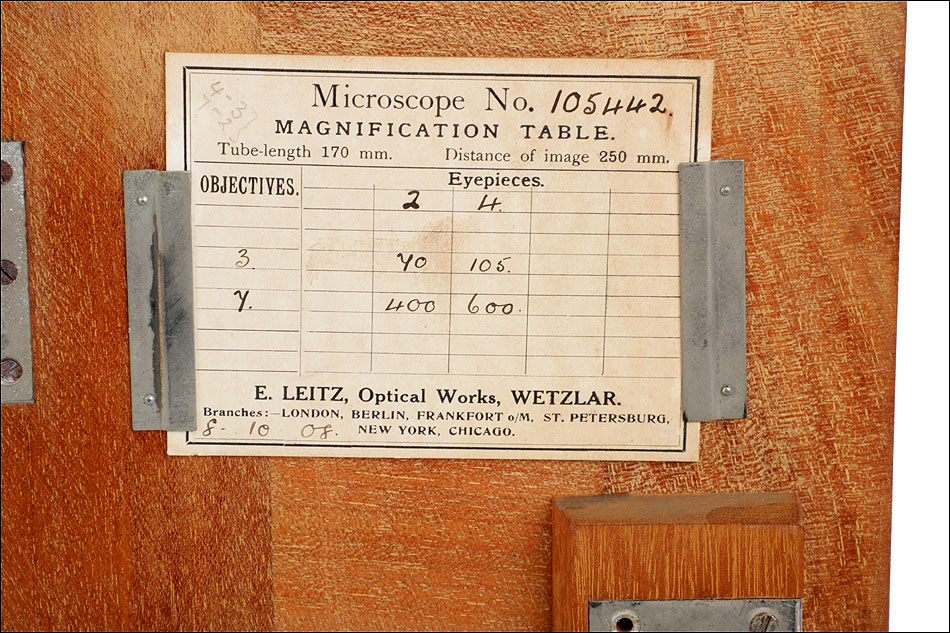 Microscope No. 105442.
MAGNIFICATION TABLE.
Tube-length 170 mm. Distance of image 250 mm.
OBJECTIVES. Eyepieces.
2 4.
3. 70 105.
7. 400 600.
E. LEITZ, Optical Works, WETZLAR.
Branches:—LONDON, BERLIN, FRANKFORT o/M, ST. PETERSBURG,
8- 10 08. NEW YORK, CHICAGO.